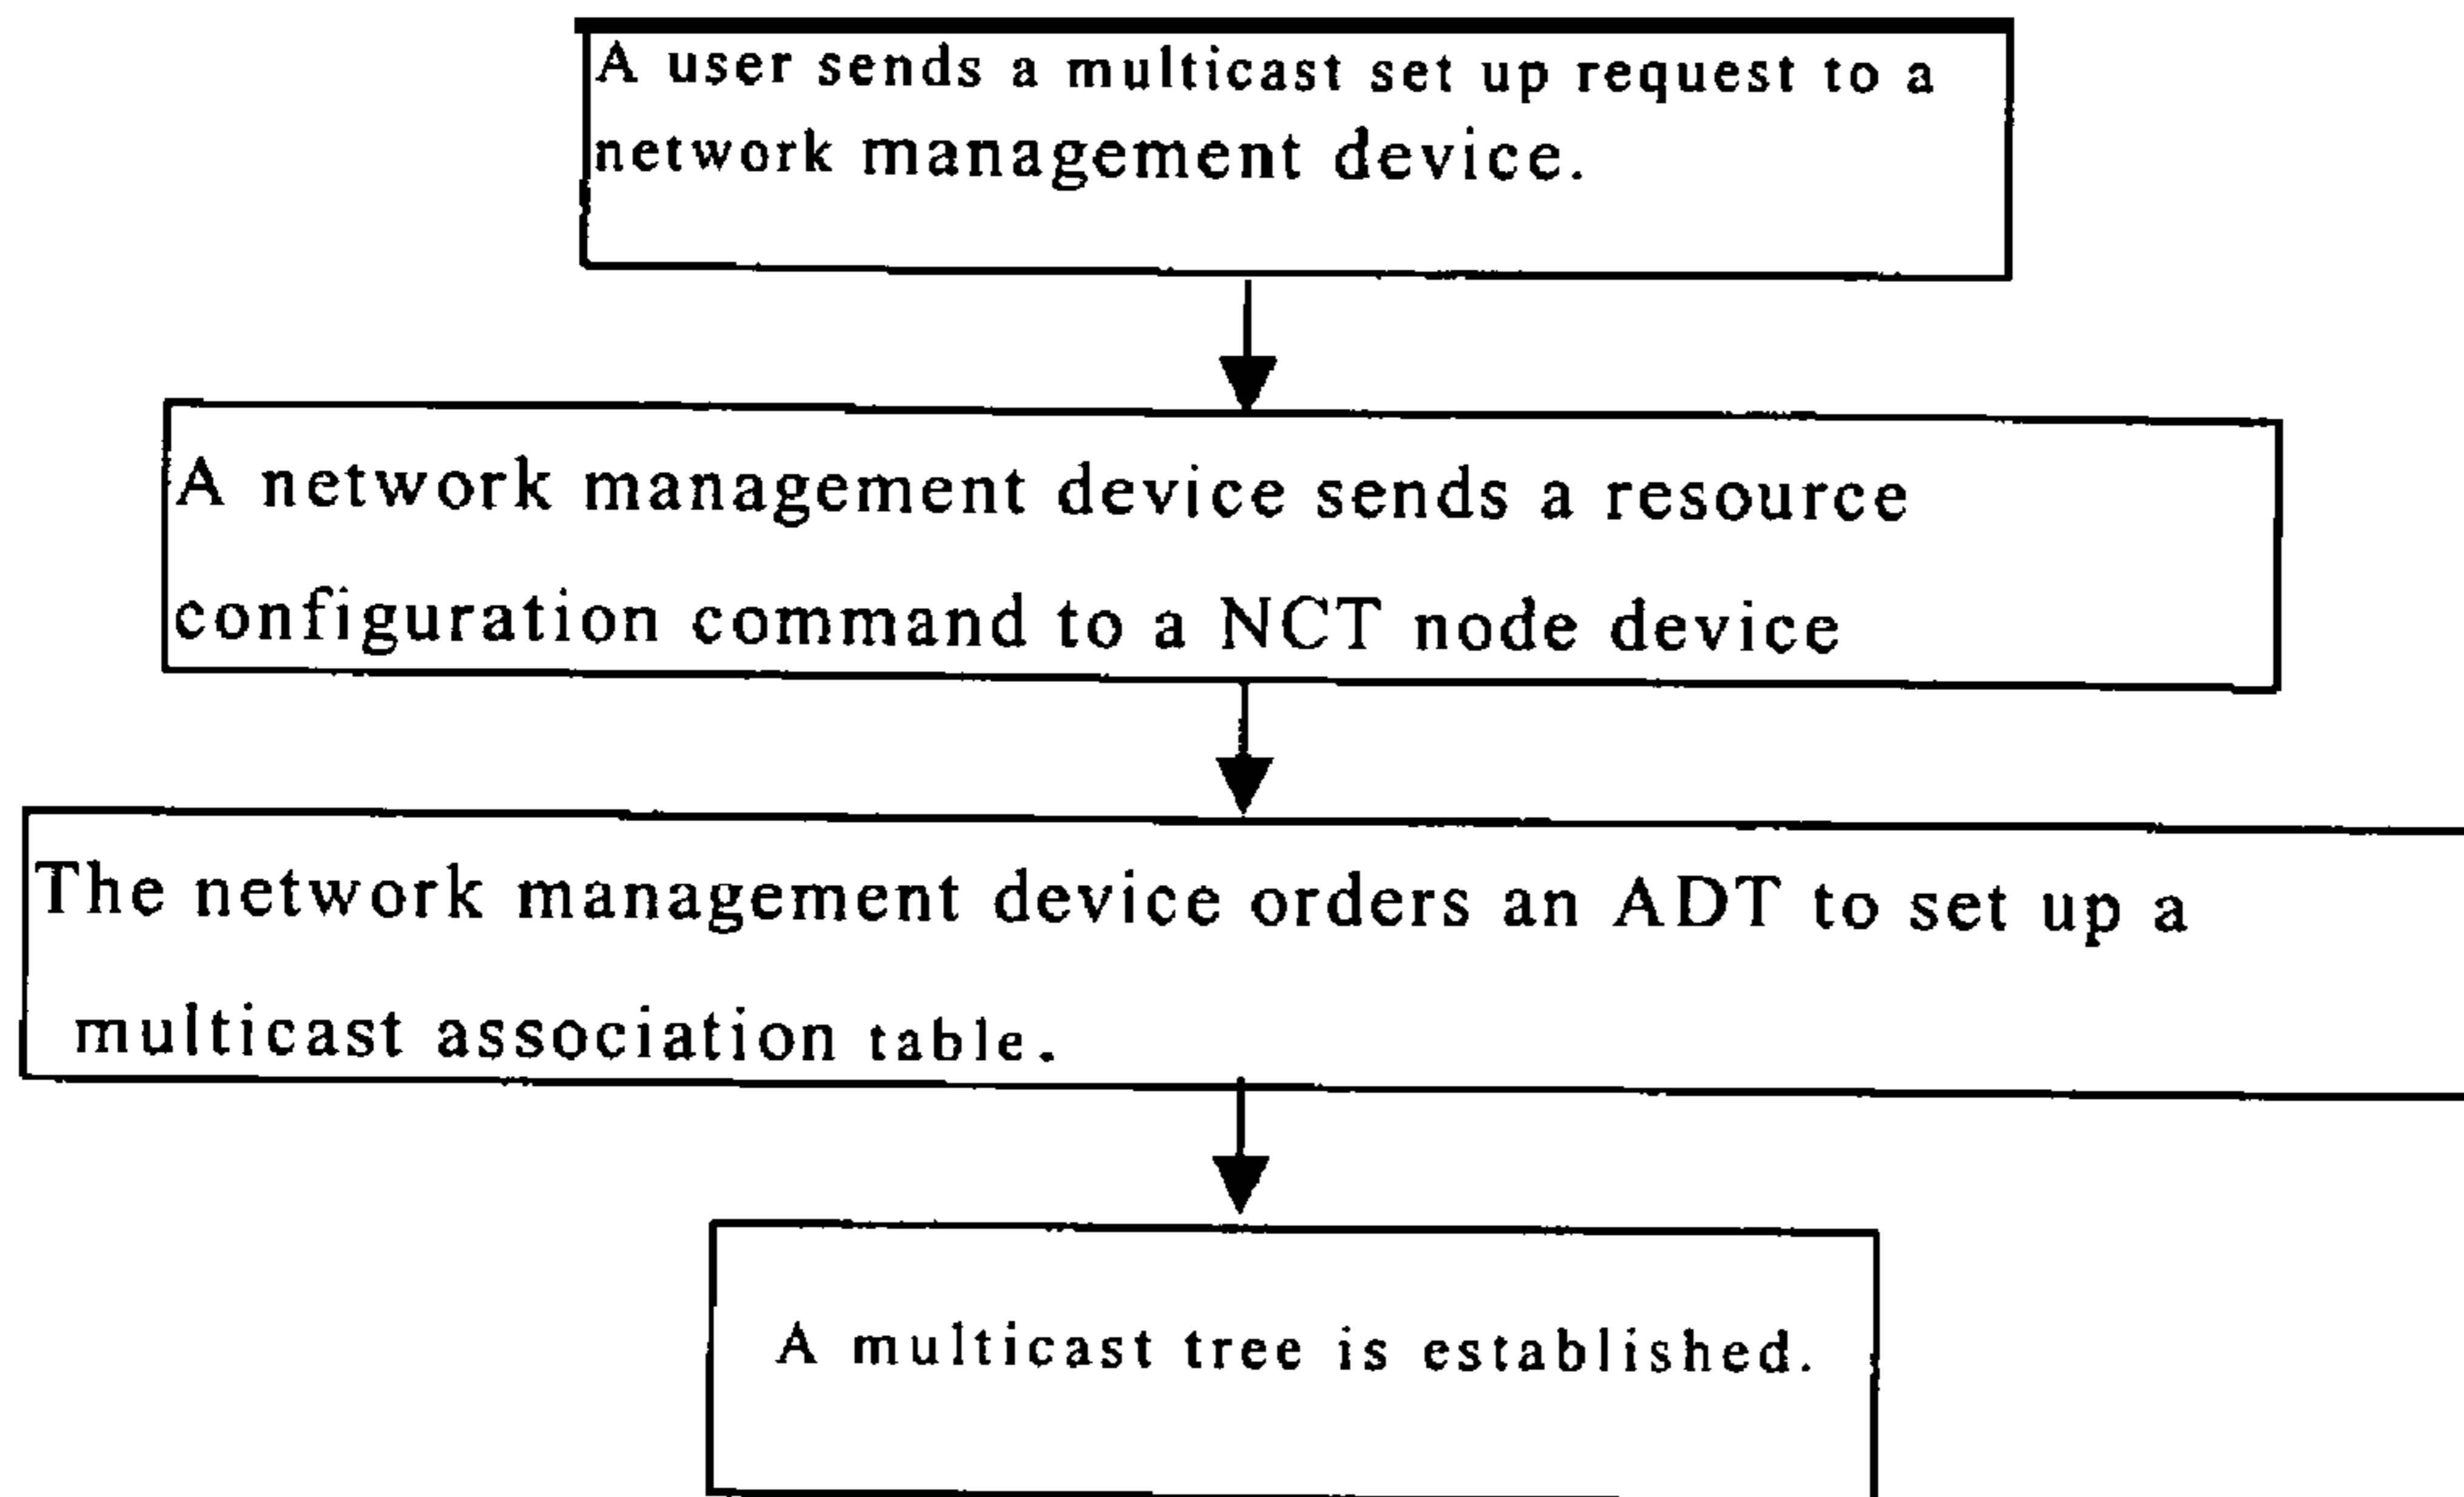 A user sends a multicast set up request to a
network management device.
A network management device sends a resource
configuration command to a NCT node device
The network management device orders an ADT to set up a
multicast association table.
A multicast tree is established.